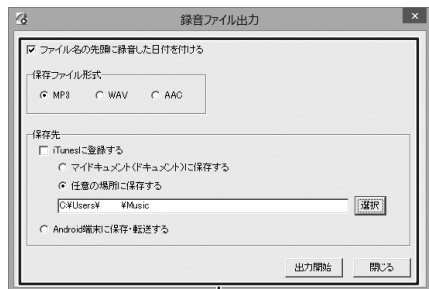 録音ファイル出力
ファイル名の先頭に録音した日付を付ける
保存ファイル形式
MP3 WAV AAC
保存先
iTunesに登録する
マイドキュメント(ドキュメント)に保存する
任意の場所に保存する
C:¥Users¥ ¥Music 選択
Android端末に保存・転送する
出力開始 閉じる